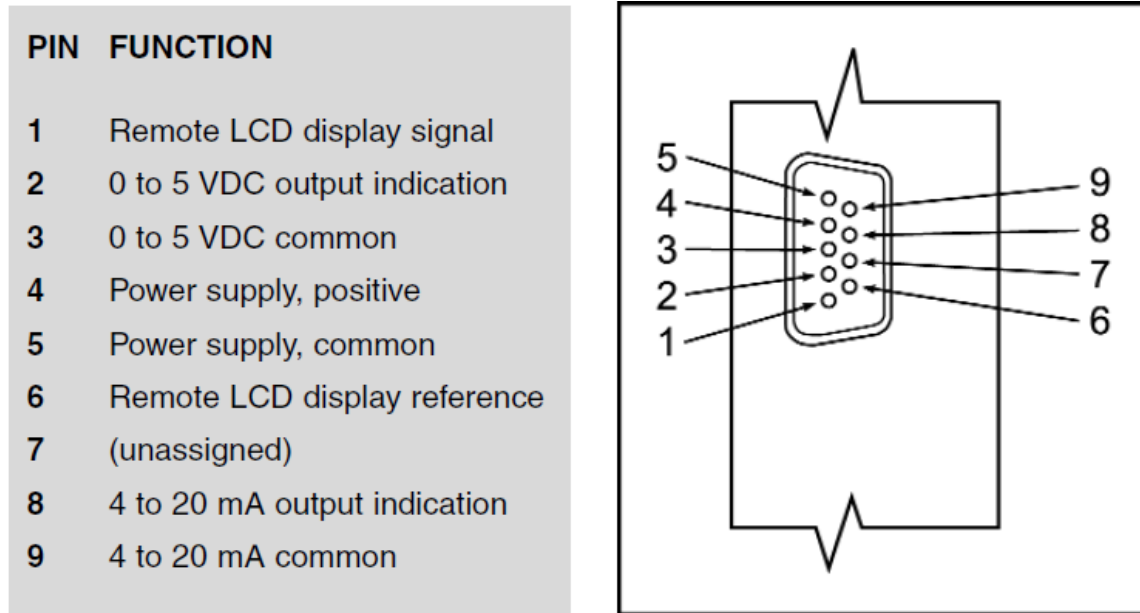 PIN FUNCTION
1 Remote LCD display signal
2 0 to 5 VDC output indication
3 0 to 5 VDC common
4 Power supply, positive
5 Power supply, common
6 Remote LCD display reference
7 (unassigned)
8 4 to 20 mA output indication
9 4 to 20 mA common
5
4
3
2
1
9
8
7
6